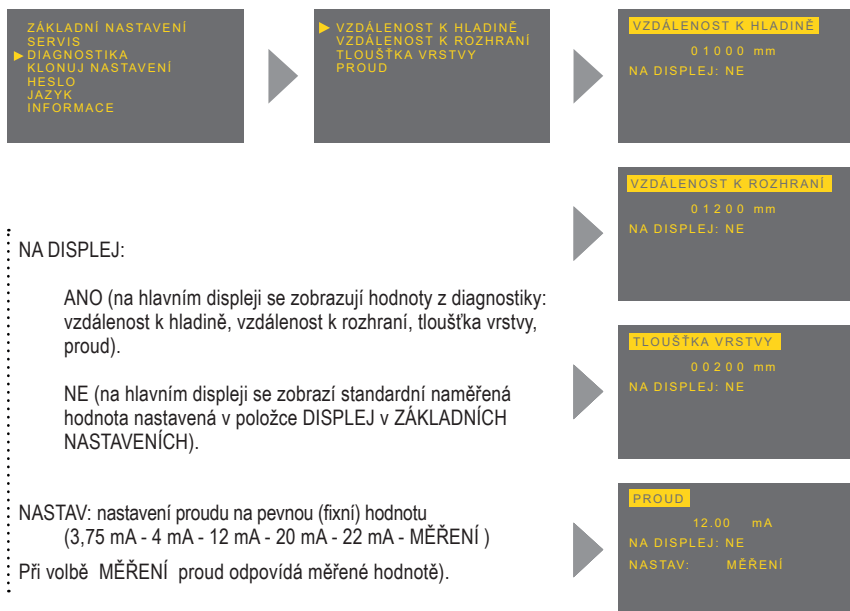 ZÁKLADNÍ NASTAVENÍ
SERVIS
DIAGNOSTIKA
KLONUJ NASTAVENÍ
HESLO
JAZYK
INFORMACE
VZDÁLENOST K HLADINĚ
VZDÁLENOST K ROZHRANÍ
TLOUŠŤKA VRSTVY
PROUD
VZDÁLENOST K HLADINĚ
01000 mm
NA DISPLEJ: NE
VZDÁLENOST K ROZHRANÍ
01200 mm
NA DISPLEJ: NE
NA DISPLEJ:
ANO (na hlavním displeji se zobrazují hodnoty z diagnostiky:
vzdálenost k hladině, vzdálenost k rozhraní, tloušťka vrstvy,
proud).
NE (na hlavním displeji se zobrazí standardní naměřená
hodnota nastavená v položce DISPLEJ v ZÁKLADNÍCH
NASTAVENÍCH).
TLOUŠŤKA VRSTVY
00200 mm
NA DISPLEJ: NE
NASTAV: nastavení proudu na pevnou (fixní) hodnotu
(3,75 mA - 4 mA - 12 mA - 20 mA - 22 mA - MĚŘENÍ )
Při volbě MĚŘENÍ proud odpovídá měřené hodnotě).
PROUD
12.00 mA
NA DISPLEJ: NE
NASTAV: MĚŘENÍ